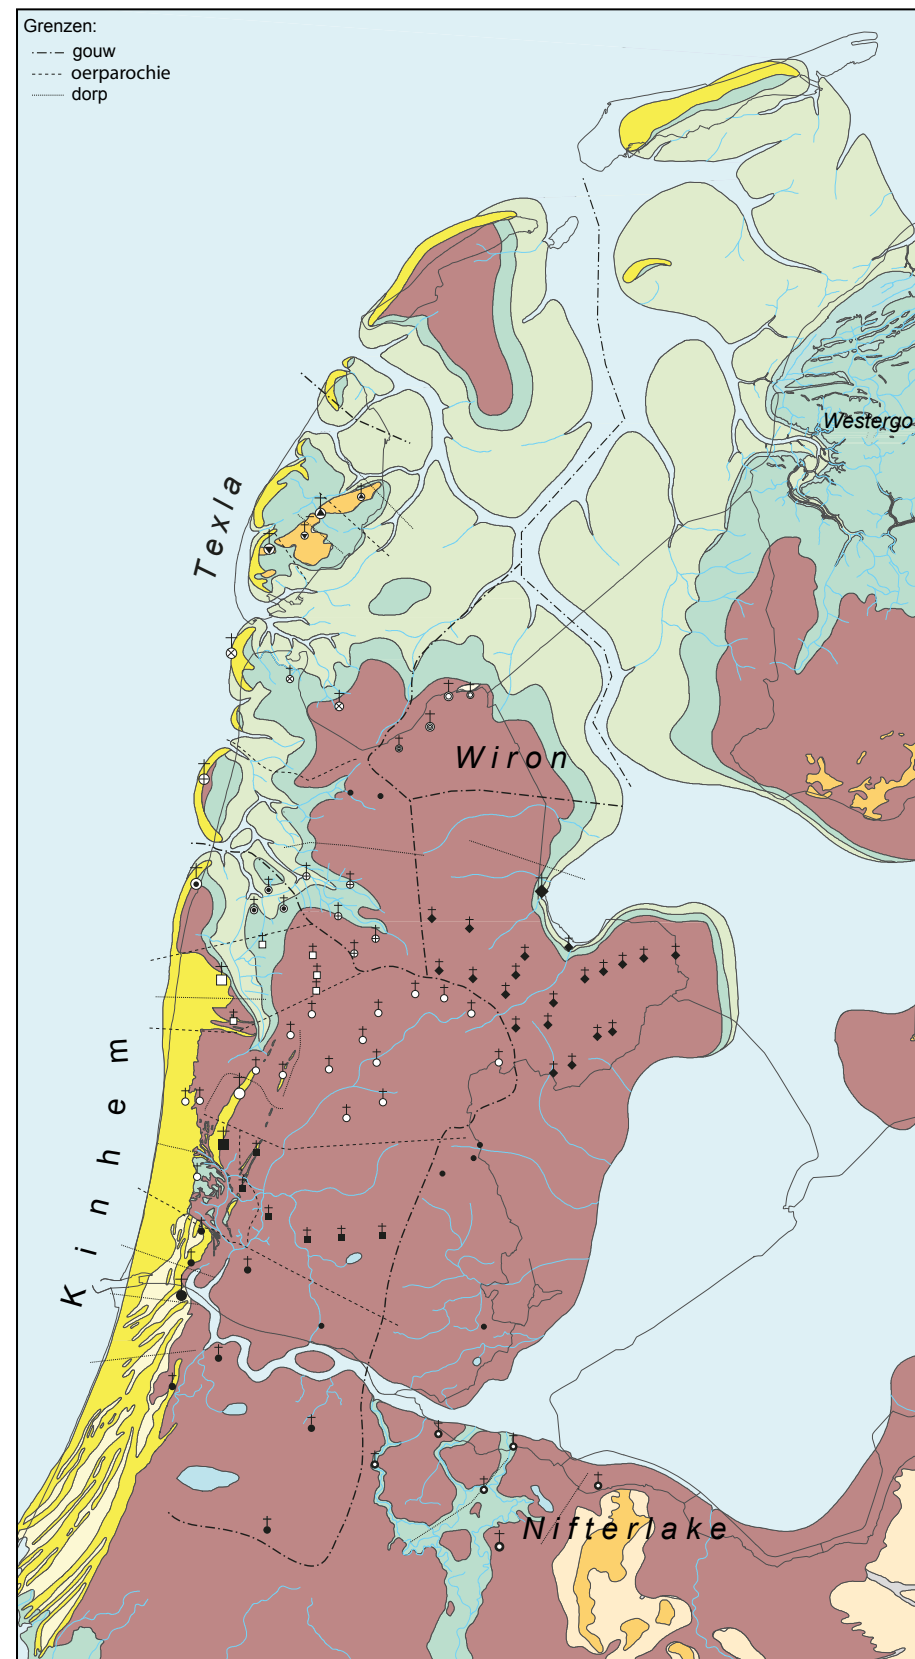 Grenzen:
gouw
oerparochie
dorp
Westergo
Texla
Wiron
Kinhem
Nifterlake